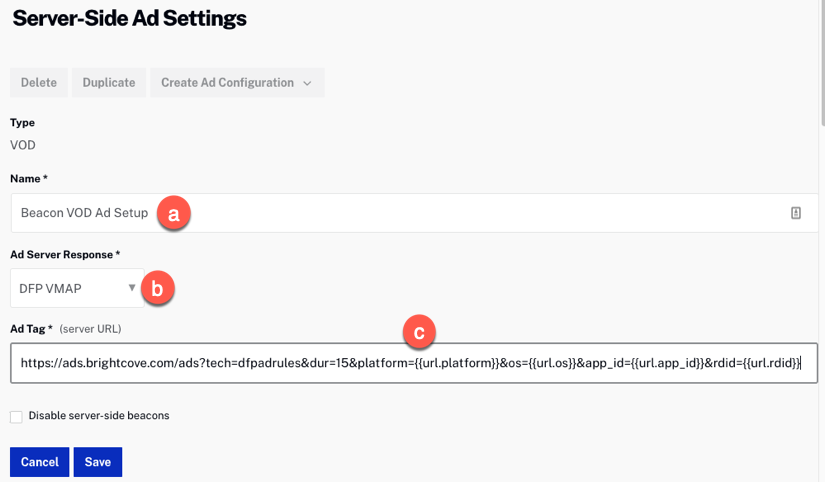 Server-Side Ad Settings
Delete Duplicate Create Ad Configuration
Type
VOD
Name *
Beacon VOD Ad Setup a
Ad Server Response *
DFP VMAP b
Ad Tag * (server URL) c
https://ads.brightcove.com/ads?tech=dfpadrules&dur=15&platform={{url.platform}}&os={{url.os}}&app_id={{url.app_id}}&rdid={{url.rdid}}
Disable server-side beacons
Cancel Save